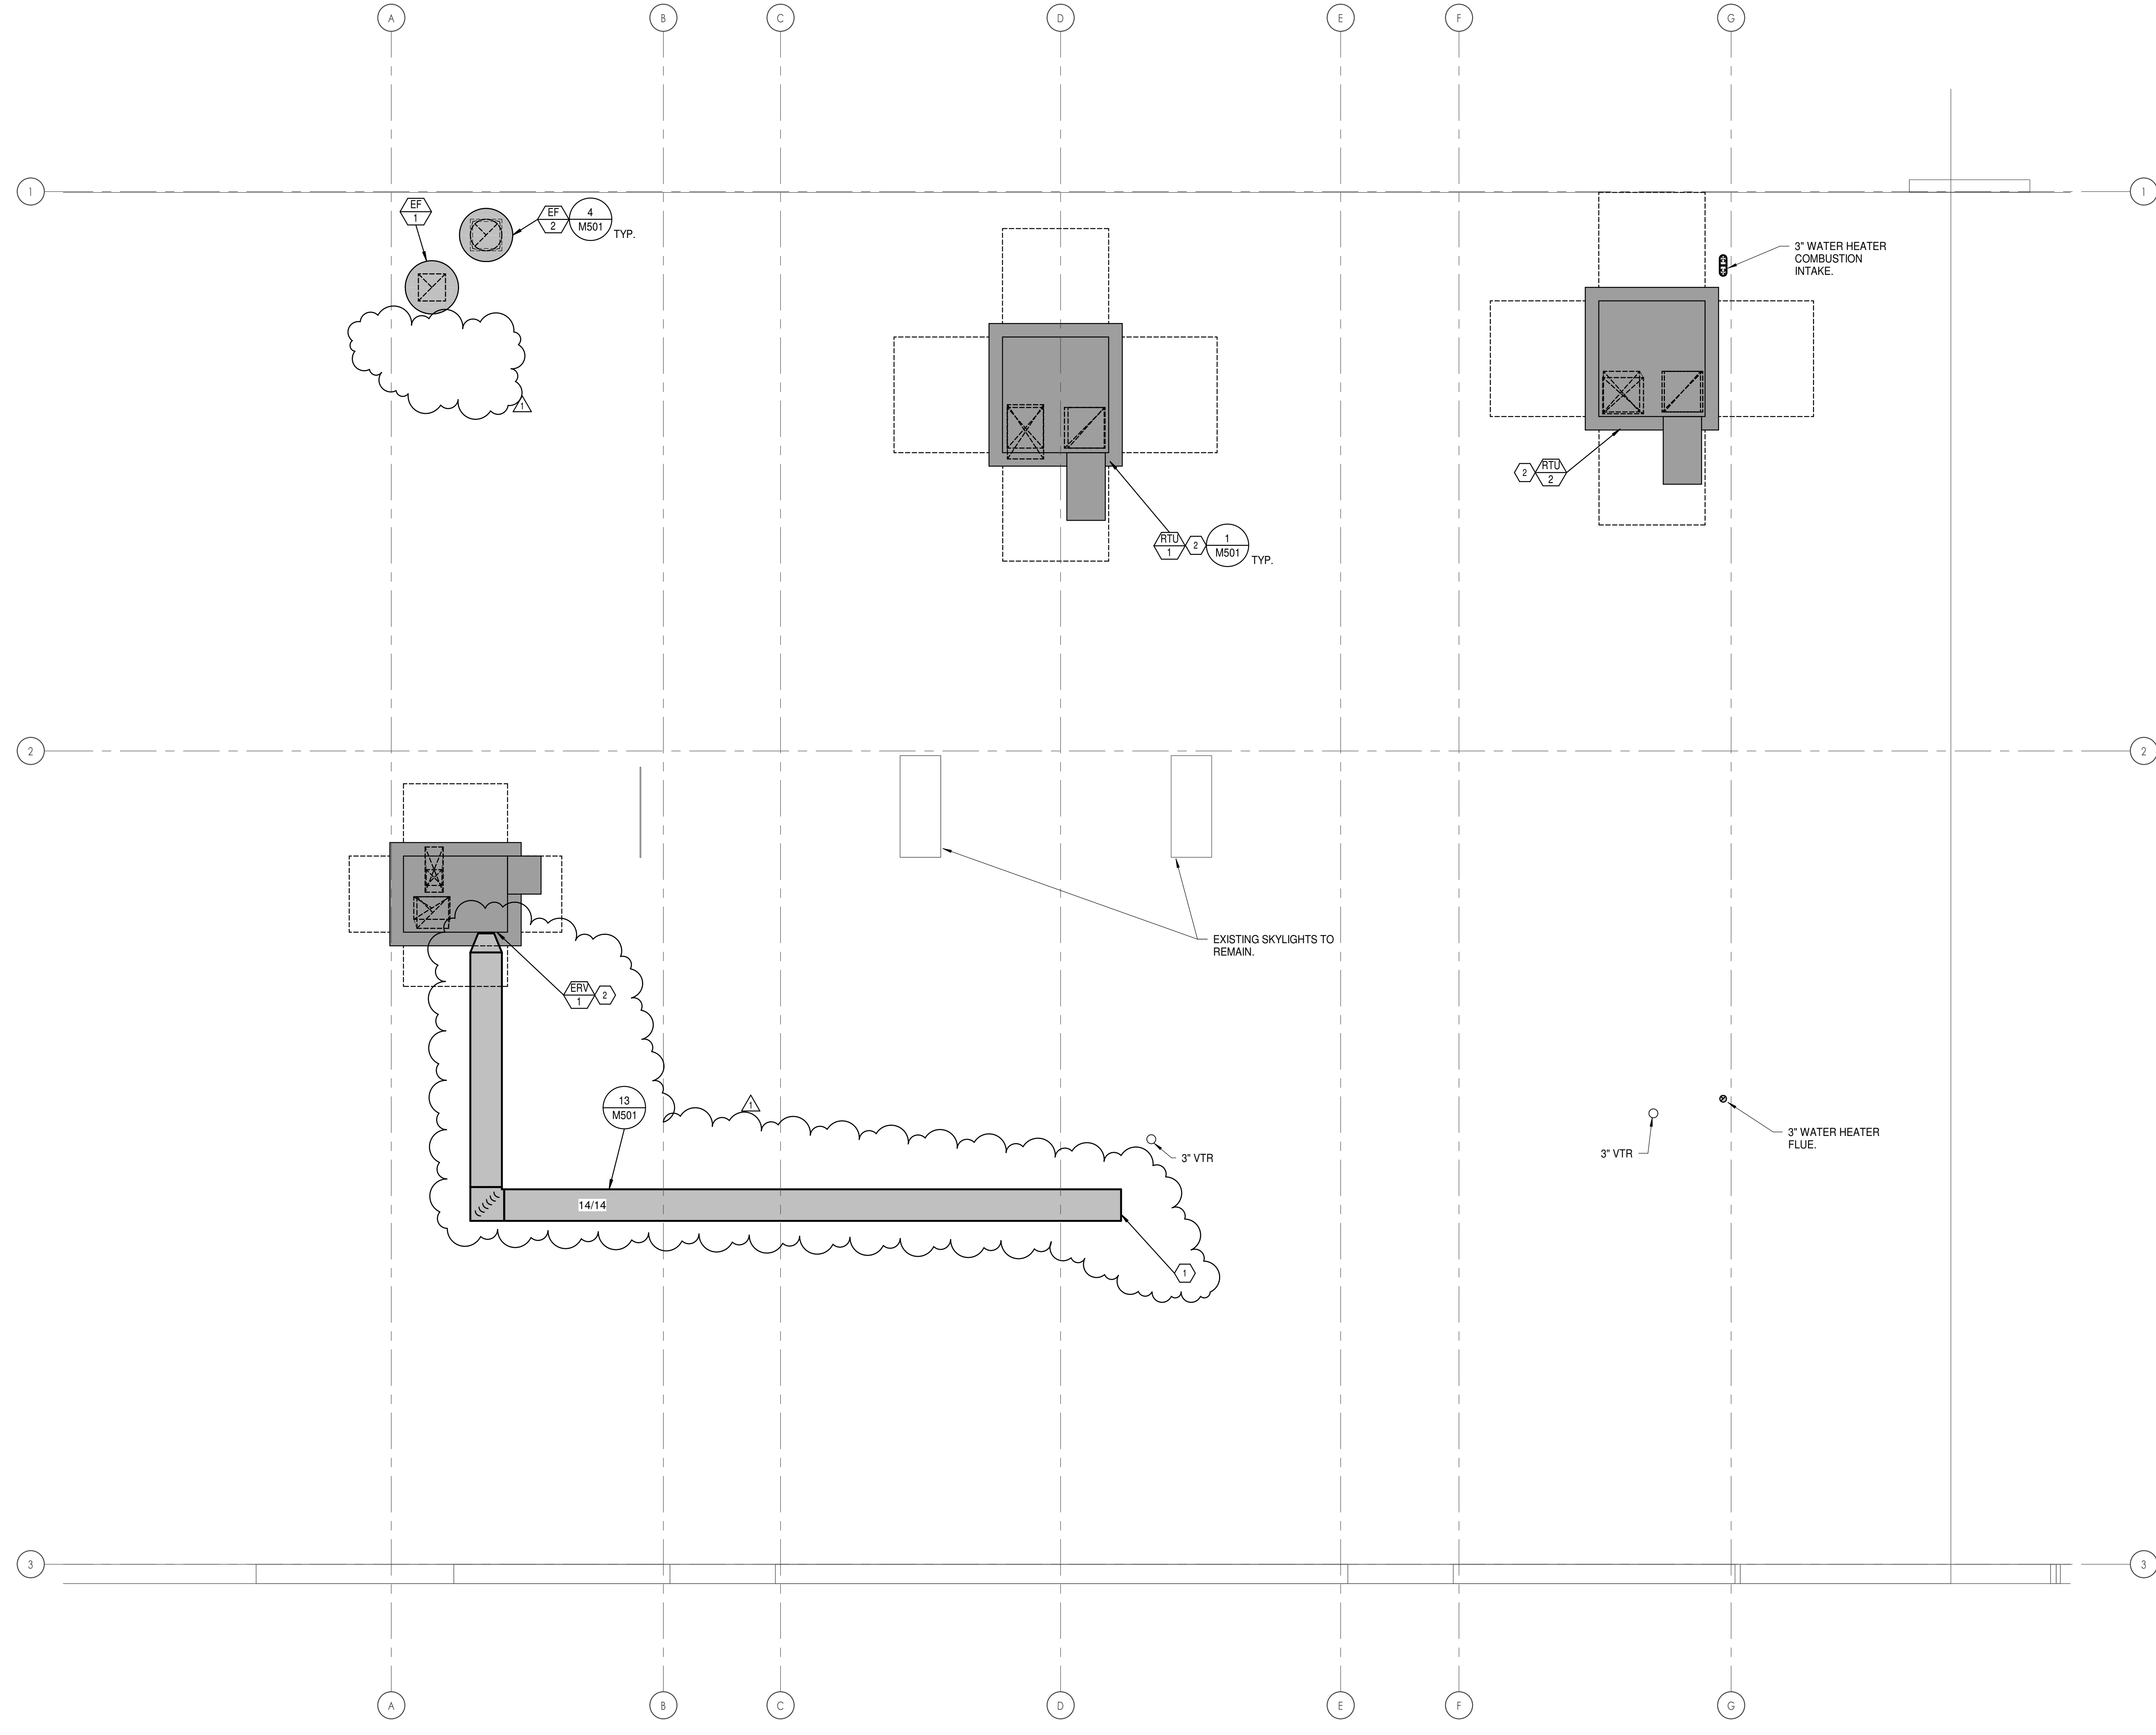 A
B
C
D
E
F
G
1
1
EF
1
EF
2
4
M501
TYP.
3" WATER HEATER
COMBUSTION
INTAKE.
1
2
RTU
2
RTU
1
2
1
M501
TYP.
2
2
EXISTING SKYLIGHTS TO
REMAIN.
ERV
1
2
13
M501
1
3" VTR
3" VTR
3" WATER HEATER
FLUE.
14/14
1
3
3
A
B
C
D
E
F
G